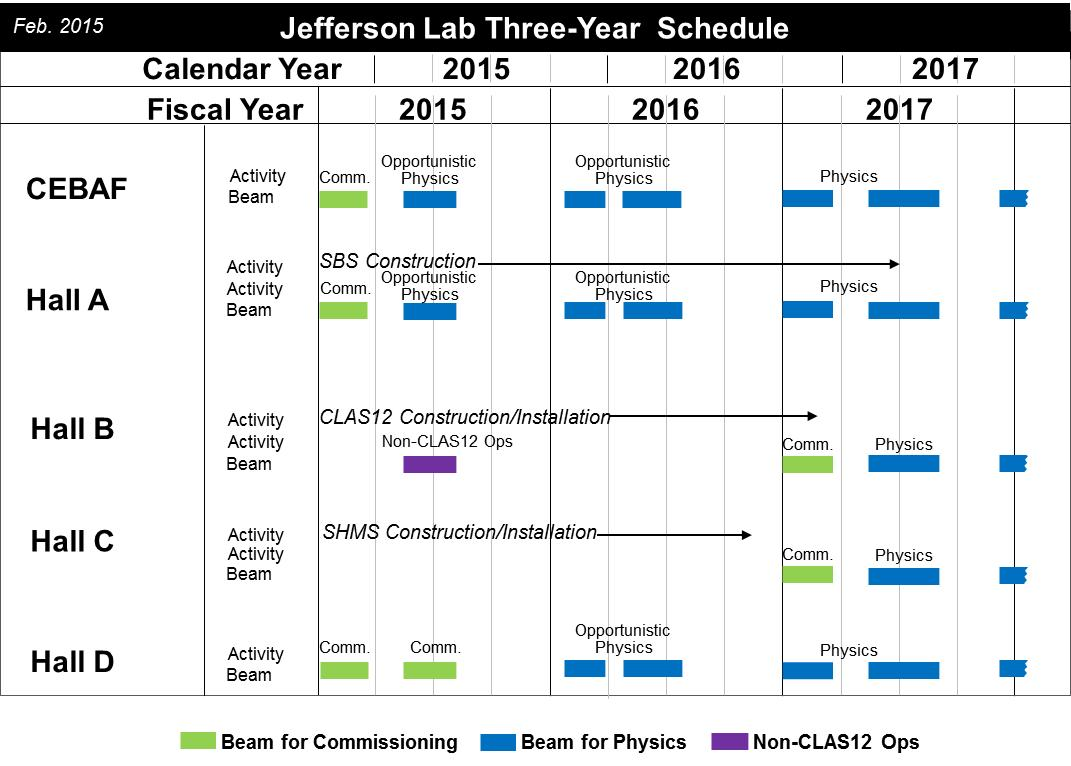 Feb. 2015
Jefferson Lab Three-Year Schedule
Calendar Year 2015 2016 2017
Fiscal Year 2015 2016 2017
CEBAF
Activity Comm. Opportunistic Physics Opportunistic Physics Physics
Beam
Hall A
Activity SBS Construction
Activity Comm. Opportunistic Physics Opportunistic Physics Physics
Beam
Hall B
Activity CLAS12 Construction/Installation
Activity Non-CLAS12 Ops Comm. Physics
Beam
Hall C
Activity SHMS Construction/Installation
Activity Comm. Physics
Beam
Hall D
Activity Comm. Comm. Opportunistic Physics Physics
Beam
Beam for Commissioning Beam for Physics Non-CLAS12 Ops